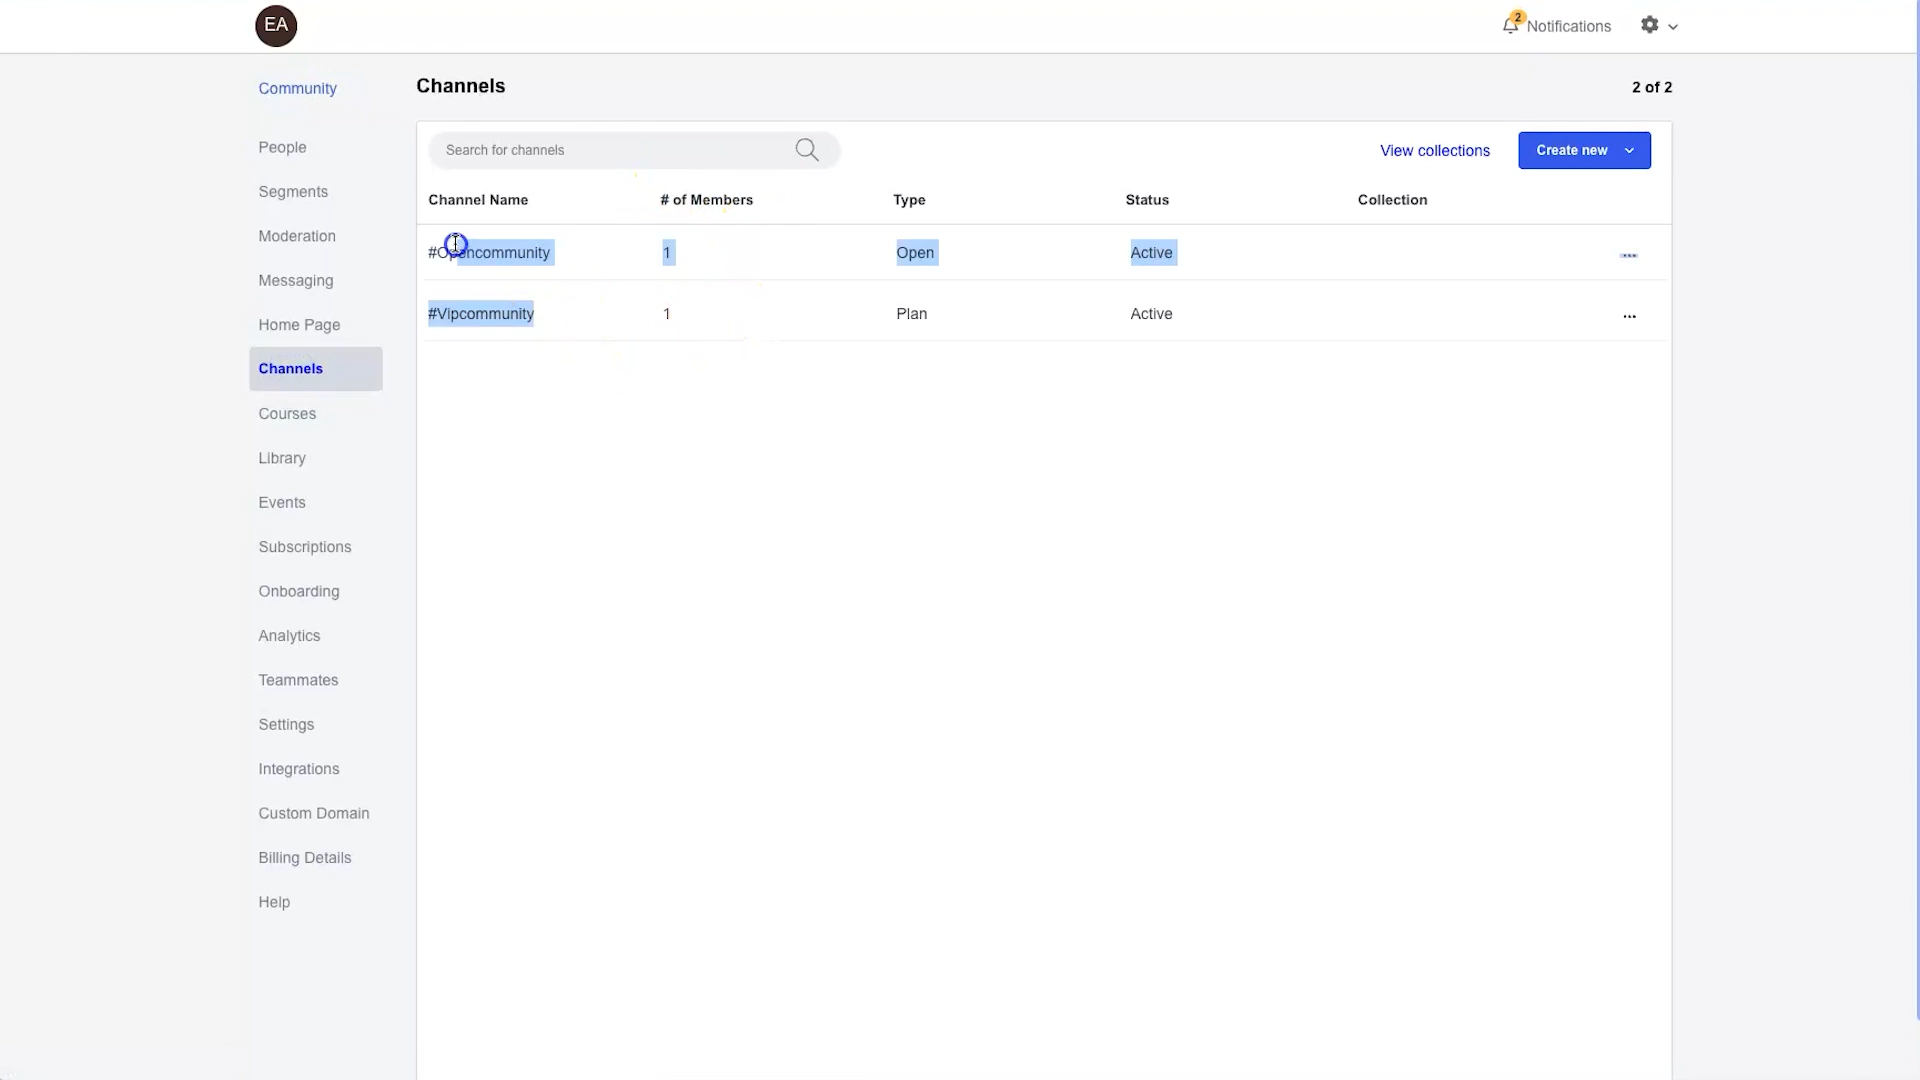 EA
2
Notifications
Community
People
Segments
Moderation
Messaging
Home Page
Channels
Courses
Library
Events
Subscriptions
Onboarding
Analytics
Teammates
Settings
Integrations
Custom Domain
Billing Details
Help
Channels
2 of 2
Search for channels
View collections
Create new
Channel Name # of Members Type Status Collection
#Opencommunity 1 Open Active ...
#Vipcommunity 1 Plan Active ...